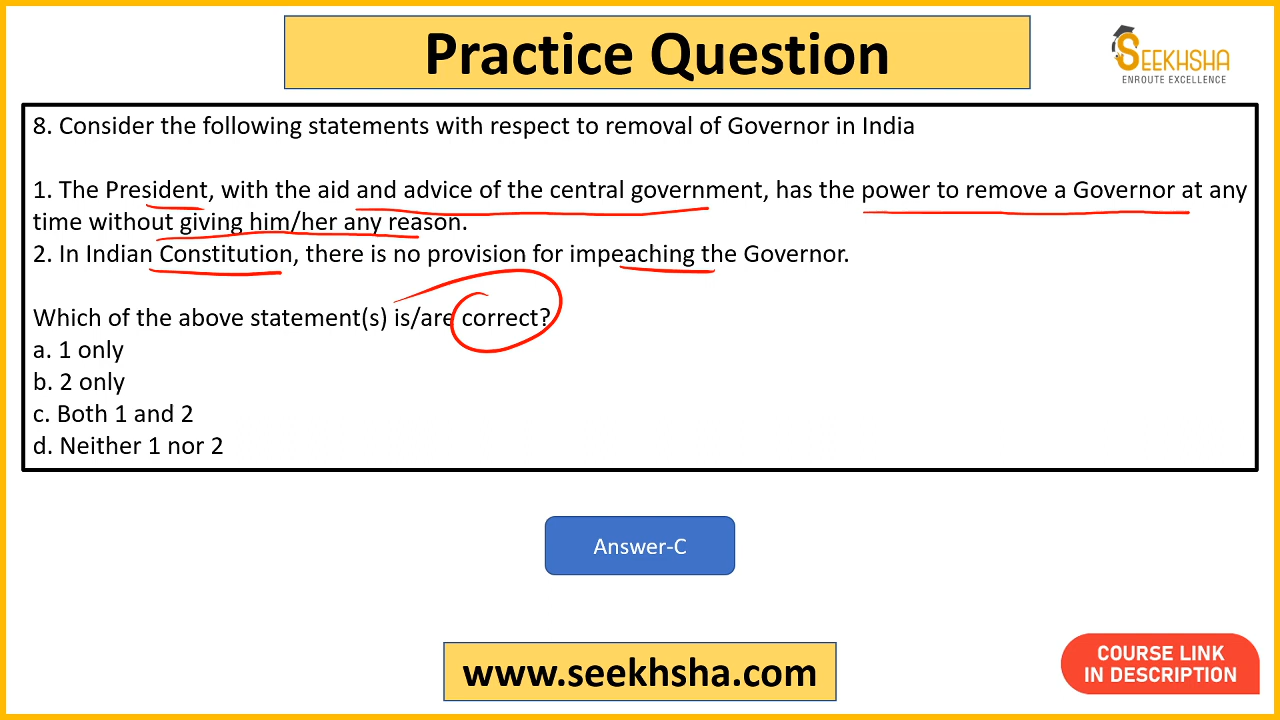 Practice Question
SEEKHSHA
ENROUTE EXCELLENCE
8. Consider the following statements with respect to removal of Governor in India
1. The President, with the aid and advice of the central government, has the power to remove a Governor at any
time without giving him/her any reason.
2. In Indian Constitution, there is no provision for impeaching the Governor.
Which of the above statement(s) is/are correct?
a. 1 only
b. 2 only
c. Both 1 and 2
d. Neither 1 nor 2
Answer-C
www.seekhsha.com
COURSE LINK
IN DESCRIPTION